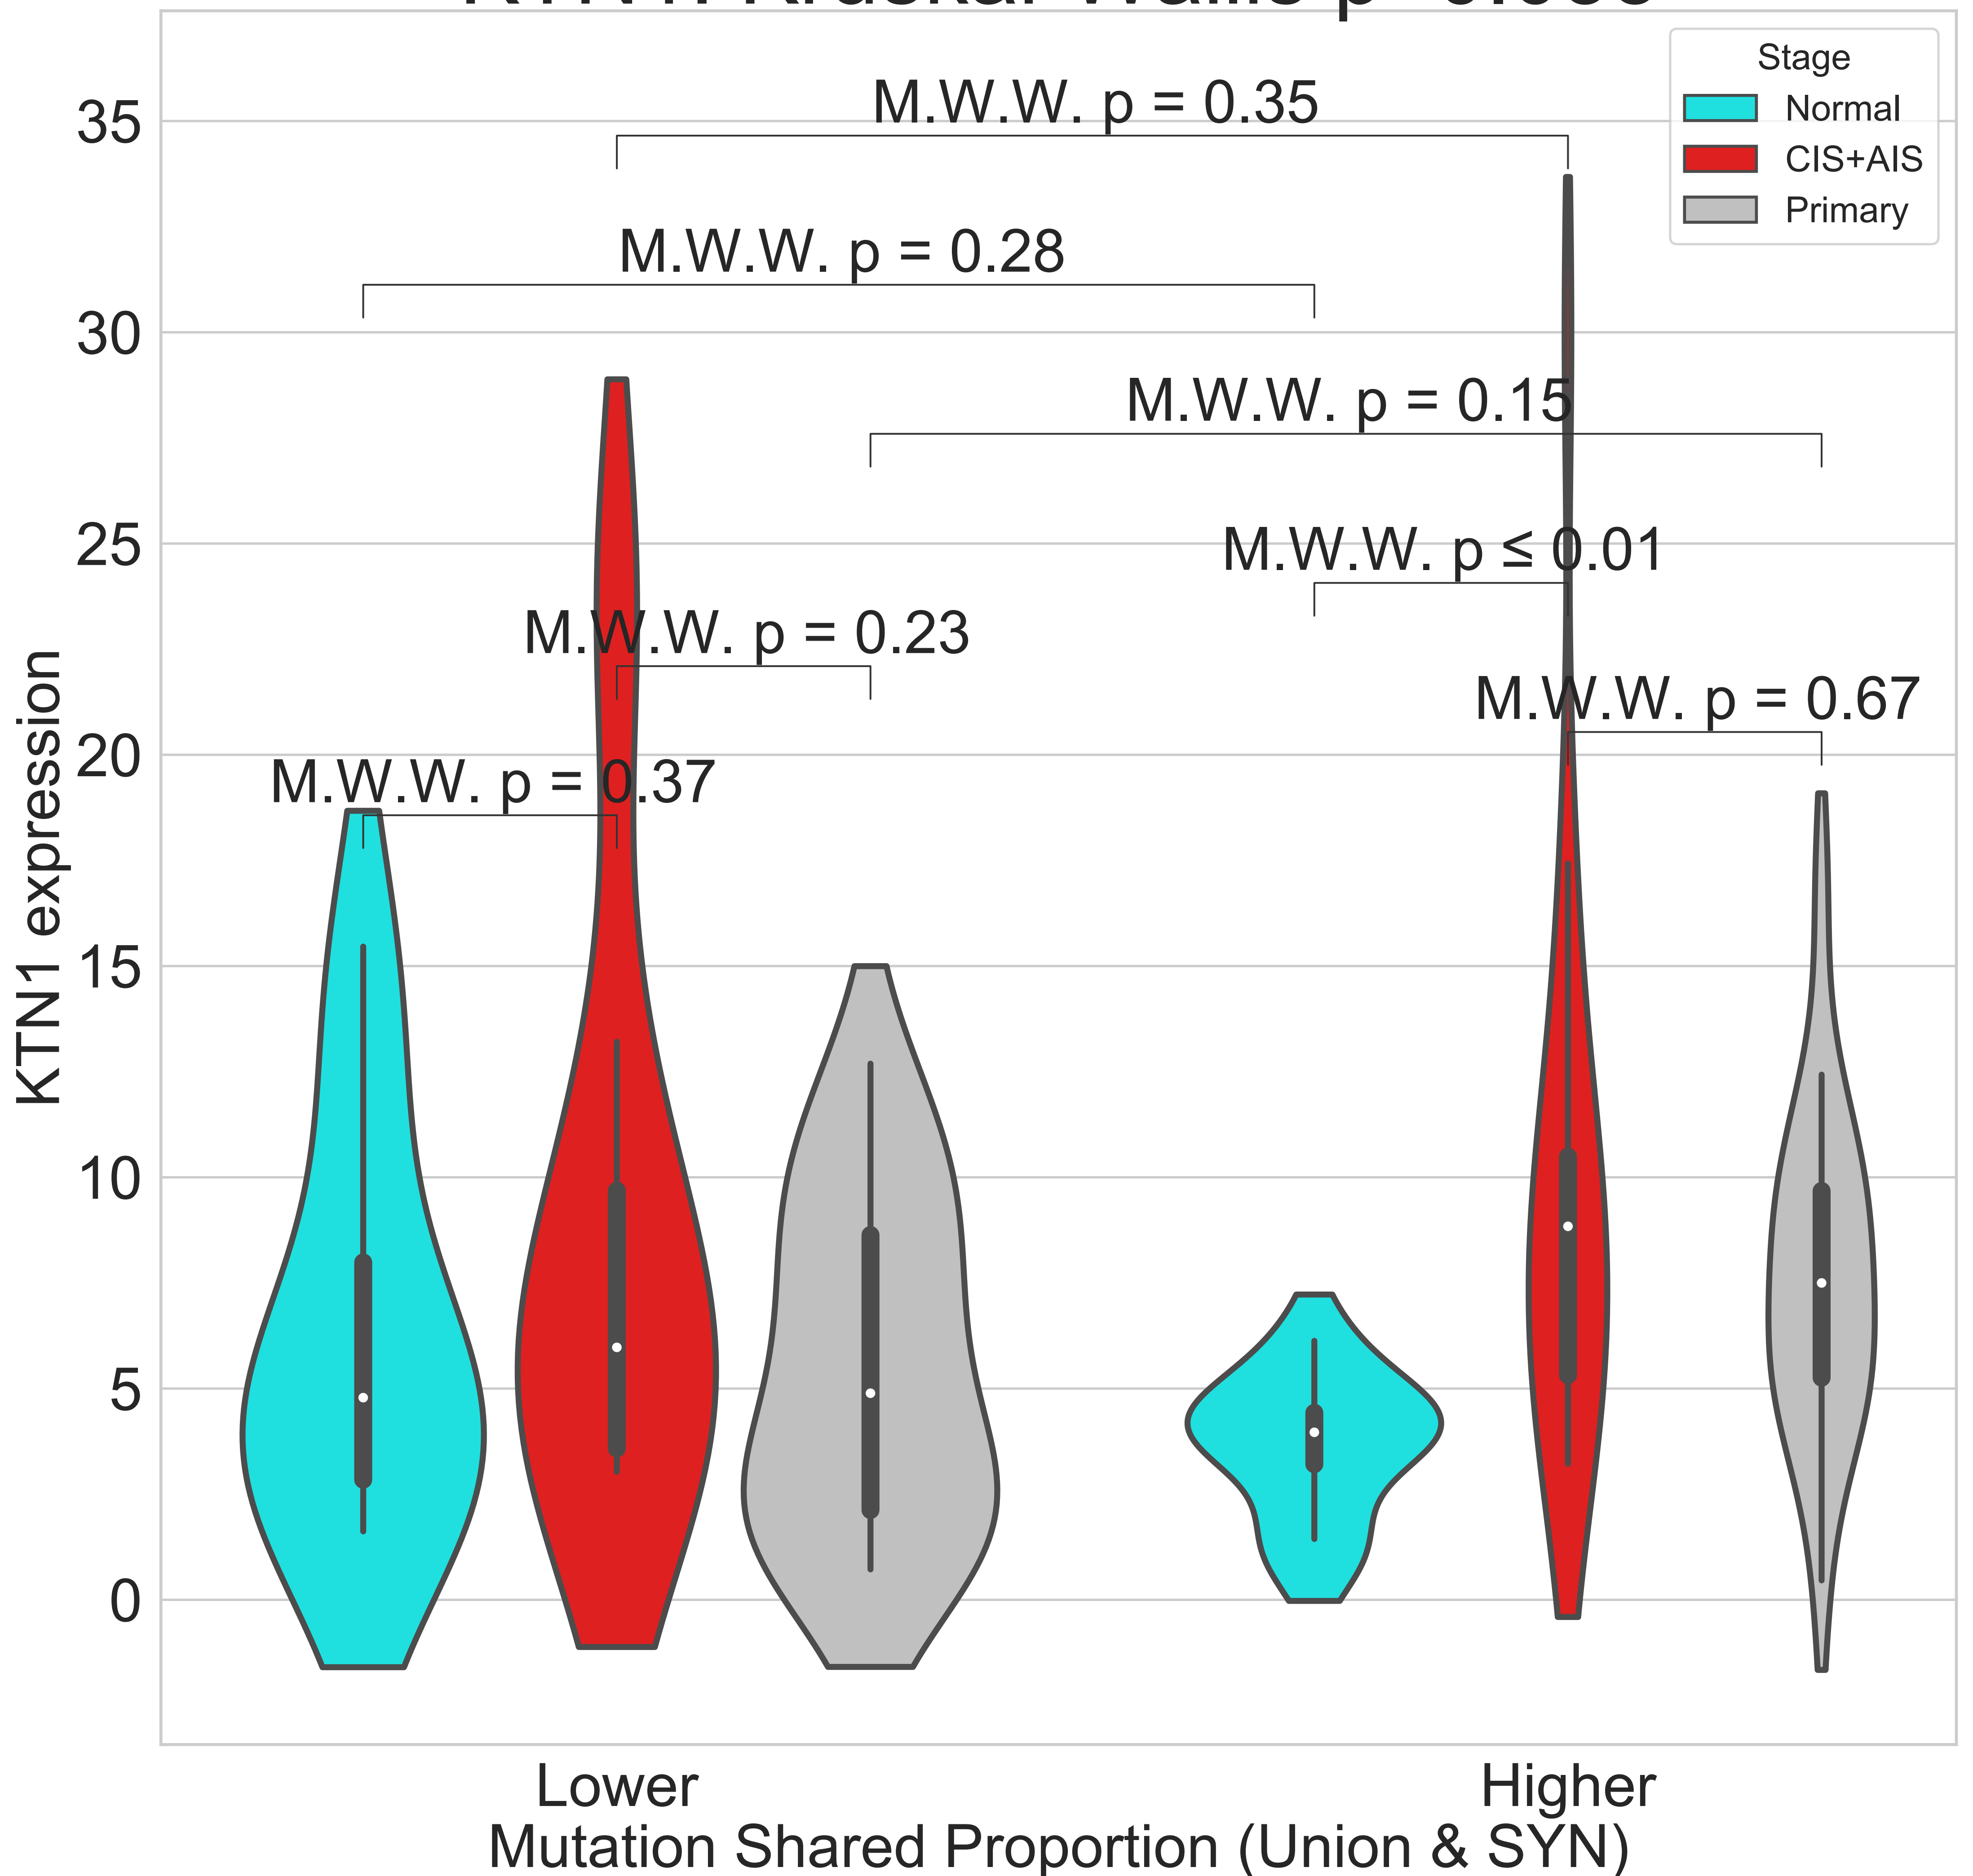 Stage
Normal
CIS+AIS
Primary
M.W.W. p = 0.35
M.W.W. p = 0.28
M.W.W. p = 0.15
M.W.W. p ≤ 0.01
M.W.W. p = 0.23
M.W.W. p = 0.67
M.W.W. p = 0.37
35
30
25
20
15
10
5
0
KTN1 expression
Lower
Higher
Mutation Shared Proportion (Union & SYN)